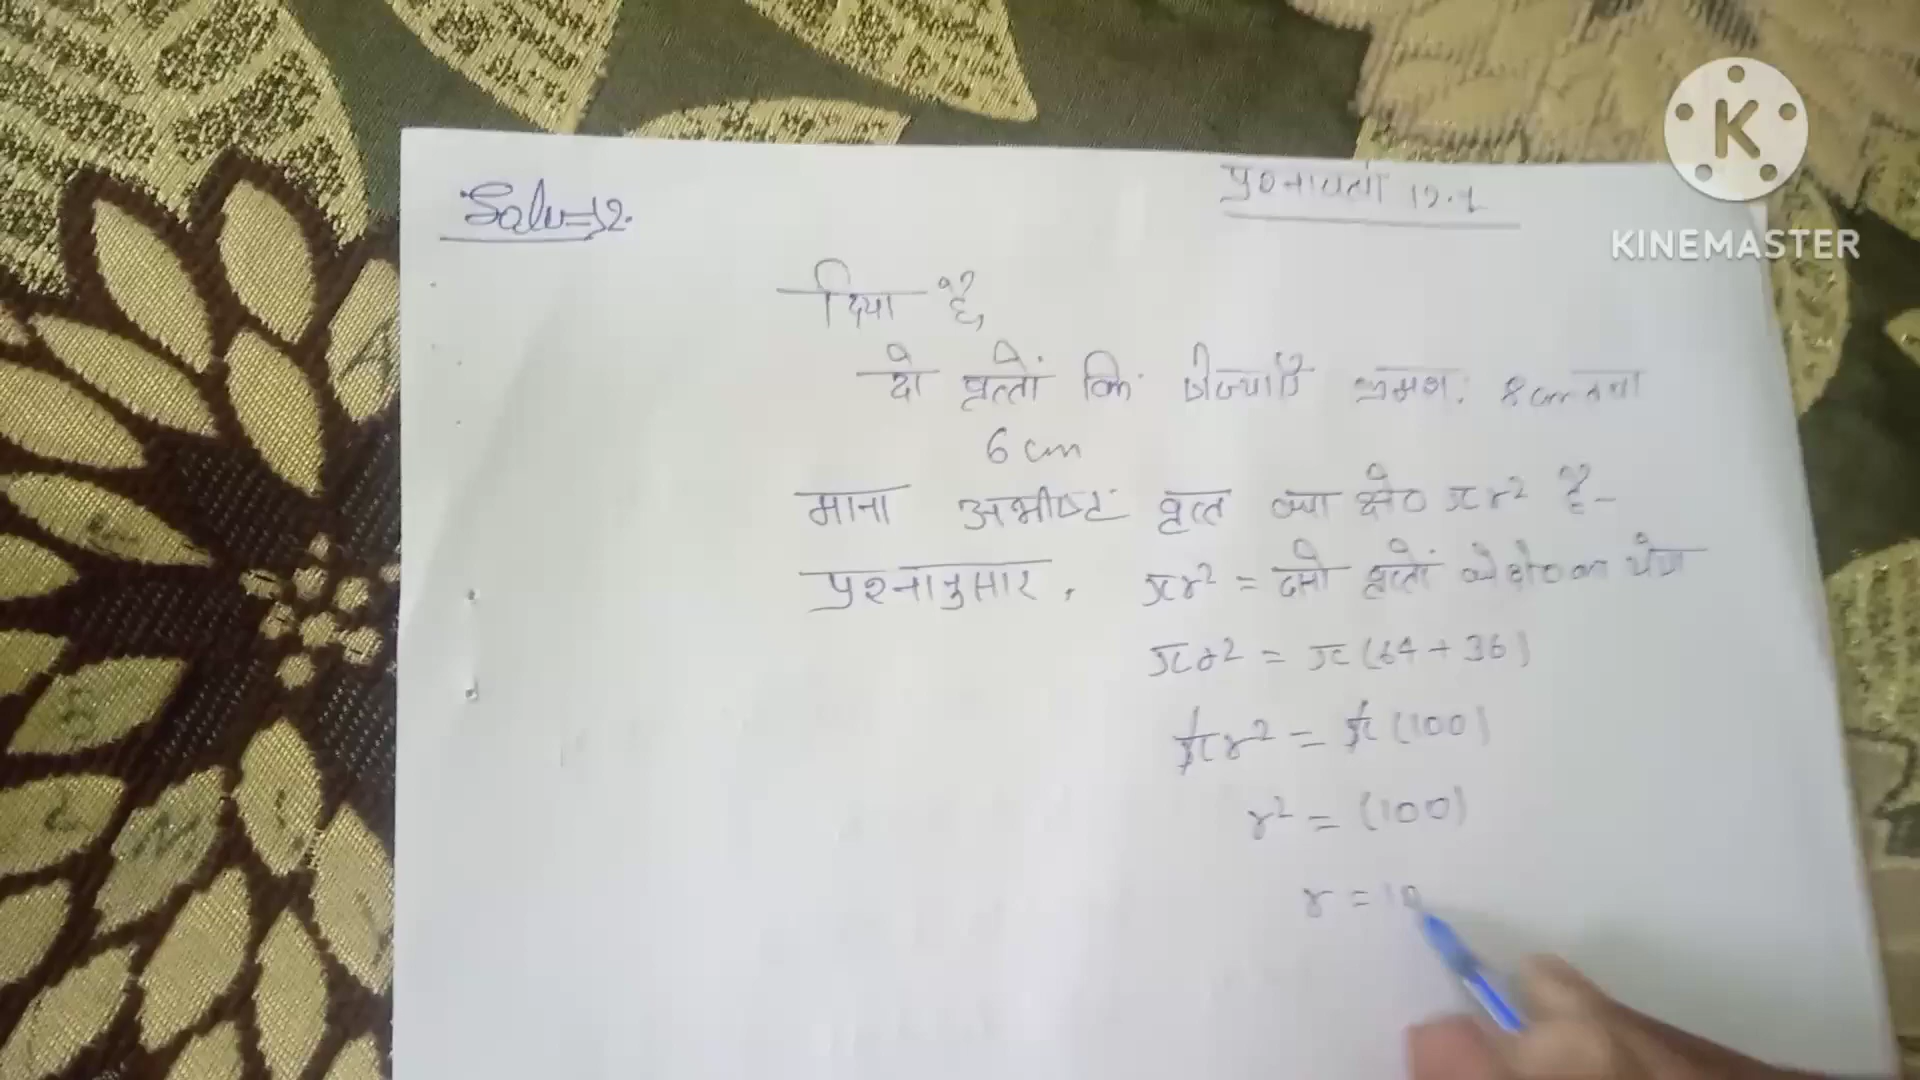 प्रश्नावली 12.1
KINEMASTER
Solu=)2.
दिया है,
दो वृत्तों कि त्रीज्याएँ क्रमश: 8 cm तथा
6 cm
माना अभीष्ट वृत्त का क्षे० πr² है-
प्रश्नानुसार, πr² = दोनो वृत्तों के क्षे० का योग
πr² = π(64+36)
πr² = π(100)
r² = (100)
r = 10